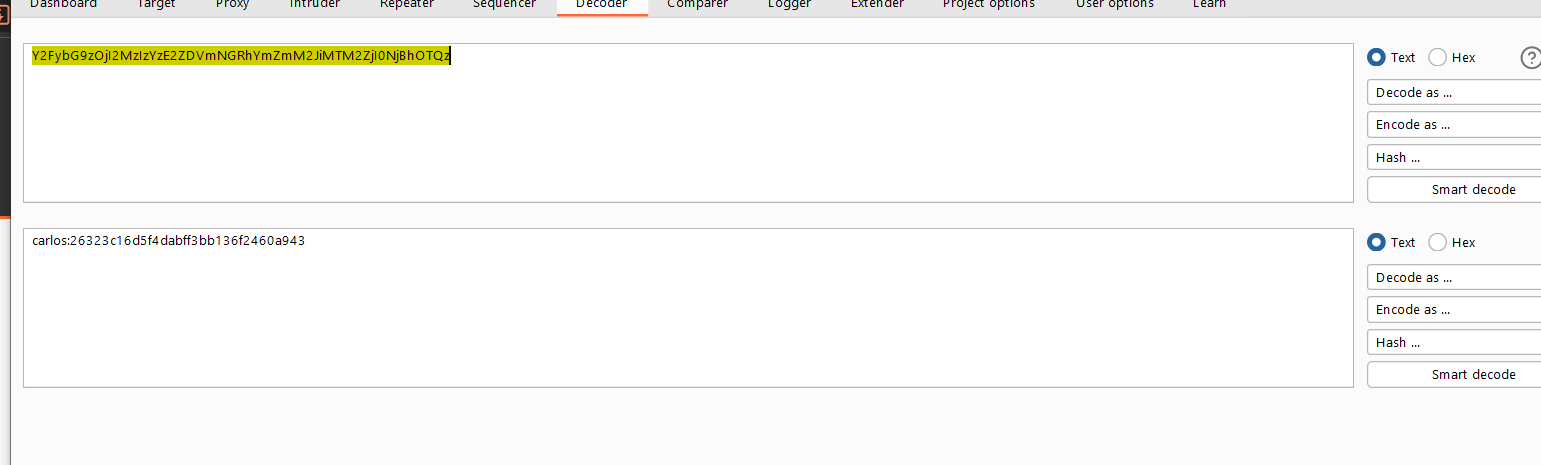 Dashboard Target Proxy Intruder Repeater Sequencer Decoder Comparer Logger Extender Project options User options Learn
Y2FybG9zOjI2MzIzYzE2ZDVmNGRhYmZmM2JiMTM2ZjI0NjBhOTQz
Text Hex ?
Decode as ...
Encode as ...
Hash ...
Smart decode
carlos:26323c16d5f4dabff3bb136f2460a943
Text Hex
Decode as ...
Encode as ...
Hash ...
Smart decode